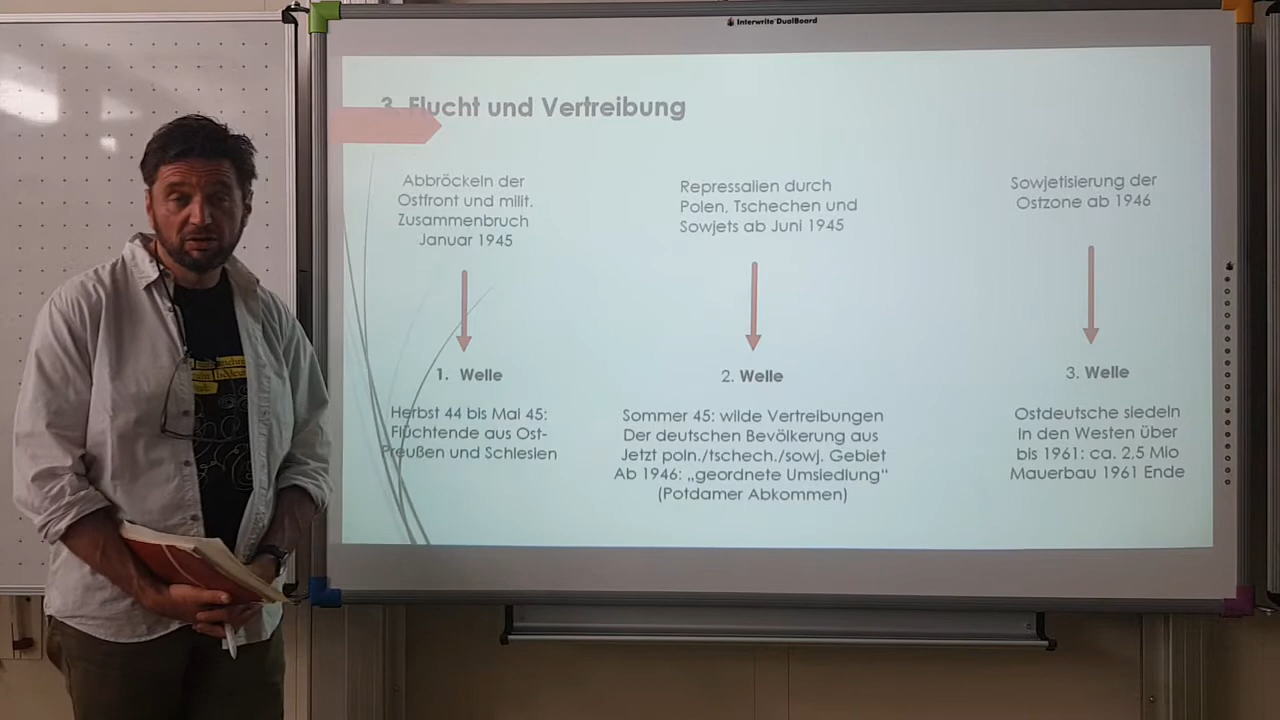 Interwrite DualBoard
3. Flucht und Vertreibung
Abbröckeln der
Ostfront und milit.
Zusammenbruch
Januar 1945
1. Welle
Herbst 44 bis Mai 45:
Flüchtende aus Ost-
Preußen und Schlesien
Repressalien durch
Polen, Tschechen und
Sowjets ab Juni 1945
2. Welle
Sommer 45: wilde Vertreibungen
Der deutschen Bevölkerung aus
Jetzt poln./tschech./sowj. Gebiet
Ab 1946: „geordnete Umsiedlung“
(Potdamer Abkommen)
Sowjetisierung der
Ostzone ab 1946
3. Welle
Ostdeutsche siedeln
In den Westen über
bis 1961: ca. 2,5 Mio
Mauerbau 1961 Ende